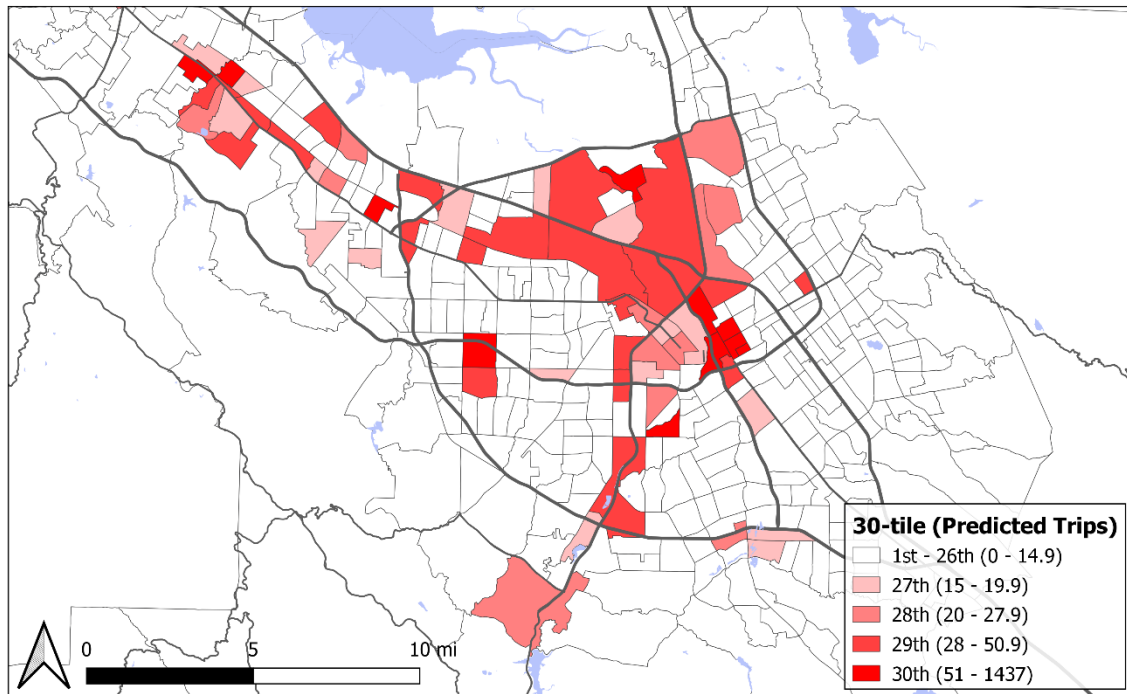 30-tile (Predicted Trips)
1st - 26th (0 - 14.9)
27th (15 - 19.9)
28th (20 - 27.9)
29th (28 - 50.9)
30th (51 - 1437)
0 5 10 mi